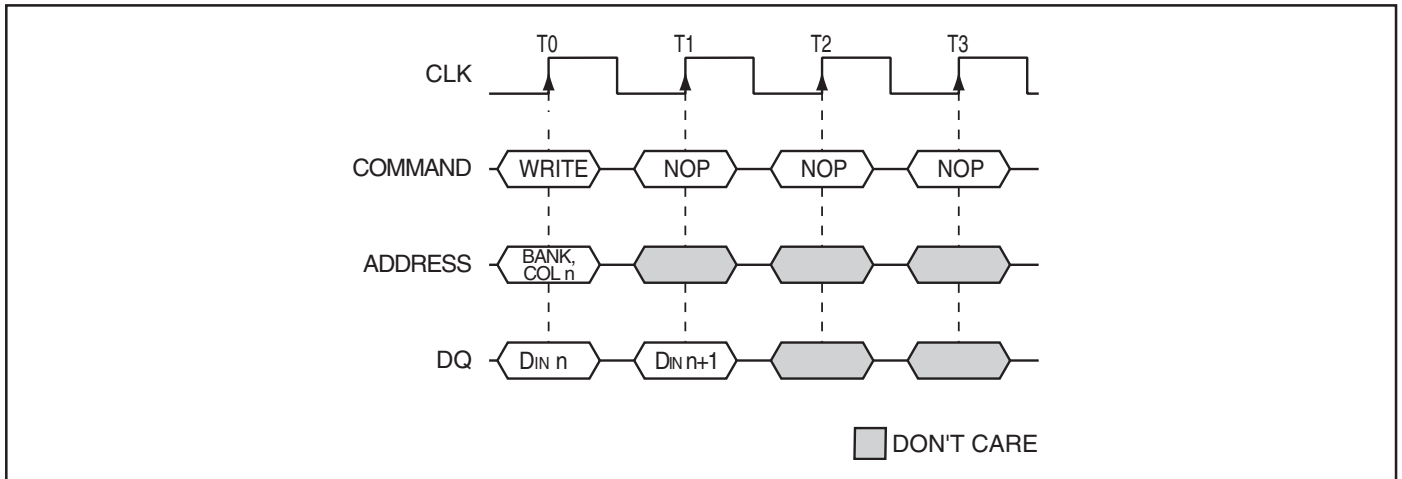 T0 T1 T2 T3
CLK
COMMAND WRITE NOP NOP NOP
ADDRESS BANK,
COL n
DQ DIN n DIN n+1
DON'T CARE